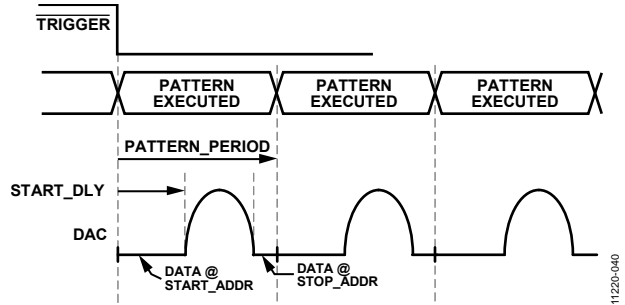 TRIGGER
PATTERN
EXECUTED
PATTERN
EXECUTED
PATTERN
EXECUTED
PATTERN_PERIOD
START_DLY
DAC
DATA @
START_ADDR
DATA @
STOP_ADDR
11220-040